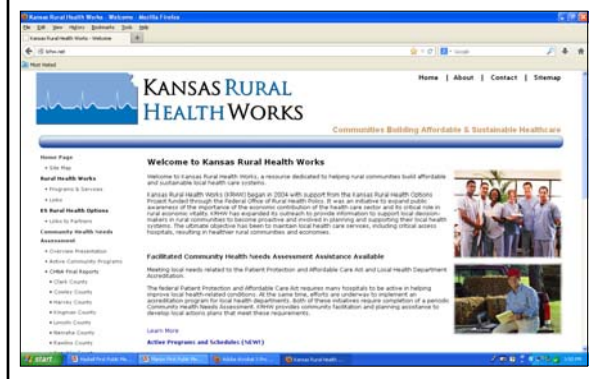 Kansas Rural Health Works - Welcome - Mozilla Firefox
File Edit View History Bookmarks Tools Help
Kansas Rural Health Works - Welcome
Google
Most Visited
Home | About | Contact | Sitemap
KANSAS RURAL
HEALTH WORKS
Communities Building Affordable & Sustainable Healthcare
Home Page
• Site Map
Rural Health Works
• Programs & Services
• Links
KS Rural Health Options
• Links to Partners
Community Health Needs
Assessment
• Overview Presentation
• Active Community Programs
• CHNA Final Reports
• Clark County
• Cowley County
• Harvey County
• Kingman County
• Lincoln County
• Nemaha County
• Rawlins County
Welcome to Kansas Rural Health Works
Welcome to Kansas Rural Health Works, a resource dedicated to helping rural communities build affordable
and sustainable local health care systems.
Kansas Rural Health Works (KRHW) began in 2004 with support from the Kansas Rural Health Options
Project funded through the Federal Office of Rural Health Policy. It was an initiative to expand public
awareness of the importance of the economic contribution of the health care sector and its critical role in
rural economic vitality. KRHW has expanded its outreach to provide information to support local decision-
makers in rural communities to become proactive and involved in planning and supporting their local health
systems. The ultimate objective has been to maintain local health care services, including critical access
hospitals, resulting in healthier rural communities and economies.
Facilitated Community Health Needs Assessment Assistance Available
Meeting local needs related to the Patient Protection and Affordable Care Act and Local Health Department
Accreditation.
The federal Patient Protection and Affordable Care Act requires many hospitals to be active in helping
improve local health-related conditions. At the same time, efforts are underway to implement an
accreditation program for local health departments. Both of these initiatives require completion of a periodic
Community Health Needs Assessment. KRHW provides community facilitation and planning assistance to
develop local actions plan that meet these requirements.
Learn More
Active Programs and Schedules (NEW!)
start
Kansas Rural Health ...